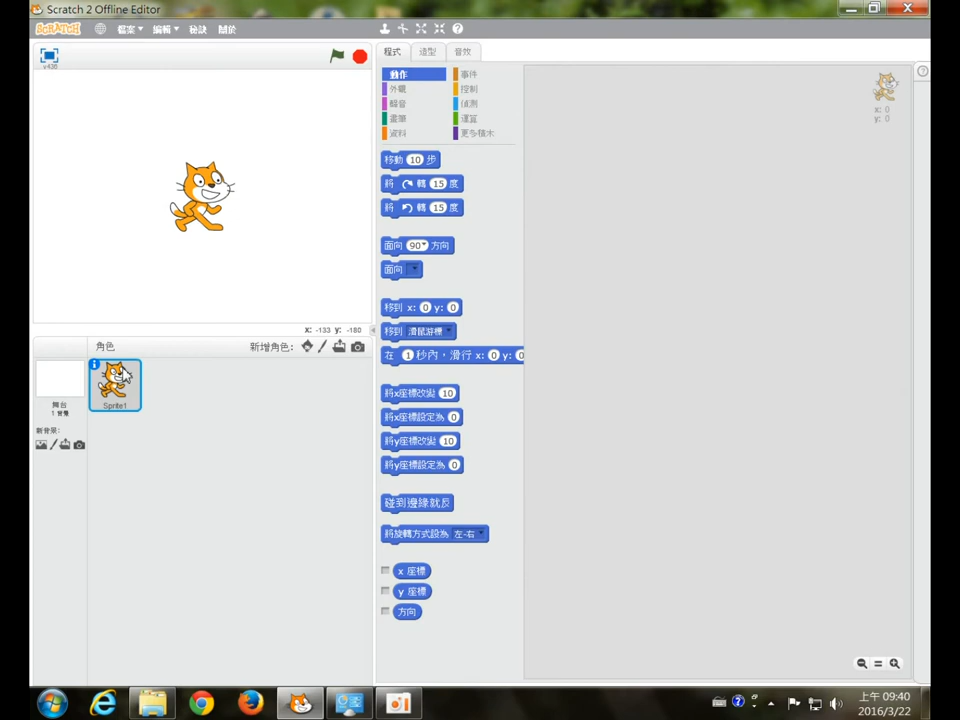 Scratch 2 Offline Editor
SCRATCH 檔案▼ 編輯▼ 秘訣 關於
v436
程式 造型 音效
動作 事件
外觀 控制
聲音 偵測
畫筆 運算
資料 更多積木
x: 0
y: 0
移動 10 步
將 轉 15 度
將 轉 15 度
面向 90▼ 方向
面向
移到 x: 0 y: 0
移到 滑鼠游標
在 1 秒內,滑行 x: 0 y: 0
將x座標改變 10
將x座標設定為 0
將y座標改變 10
將y座標設定為 0
碰到邊緣就反
將旋轉方式設為 左-右
x 座標
y 座標
方向
x: -133 y: -180
角色 新增角色:
Sprite1
舞台
1 背景
新背景:
上午 09:40
2016/3/22